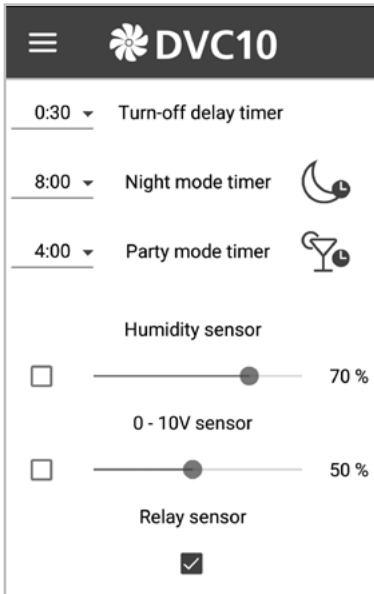 DVC10
0:30 Turn-off delay timer
8:00 Night mode timer
4:00 Party mode timer
Humidity sensor
70 %
0 - 10V sensor
50 %
Relay sensor